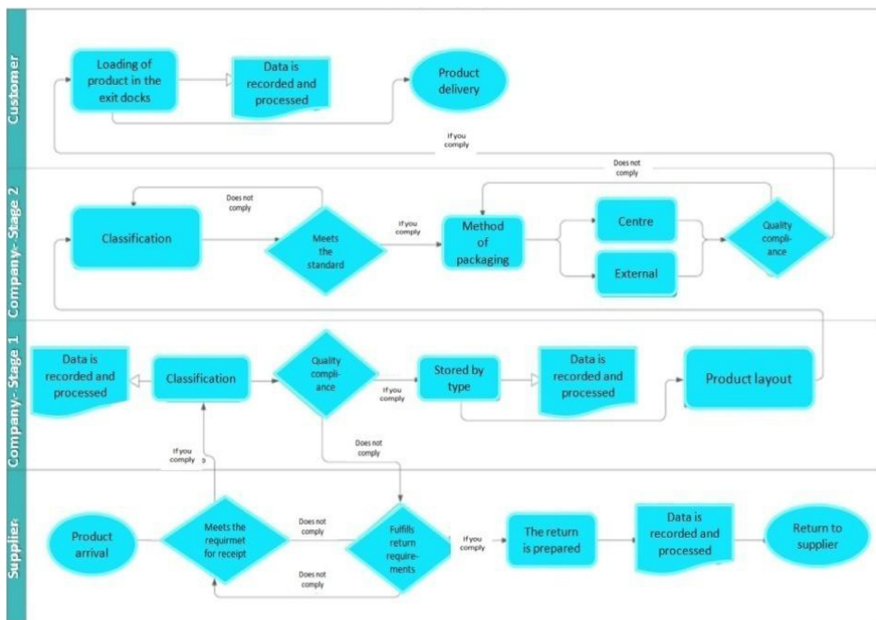 Customer
Loading of
product in the
exit docks
Data is
recorded and
processed
Product
delivery
If you
comply
Company- Stage 2
Does not
comply
Does not
comply
Classification
Meets
the
standard
If you
comply
Method
of
packaging
Centre
External
Quality
compli-
ance
Company- Stage 1
Data is
recorded and
processed
Classification
Quality
compli-
ance
If you
comply
Stored by
type
Data is
recorded and
processed
Product layout
If you
comply
Does not
comply
Supplier
Product
arrival
Meets the
requirmet
for receipt
Does not
comply
Does not
comply
Fulfills
return
require-
ments
If you
comply
The return
is prepared
Data is
recorded and
processed
Return to
supplier